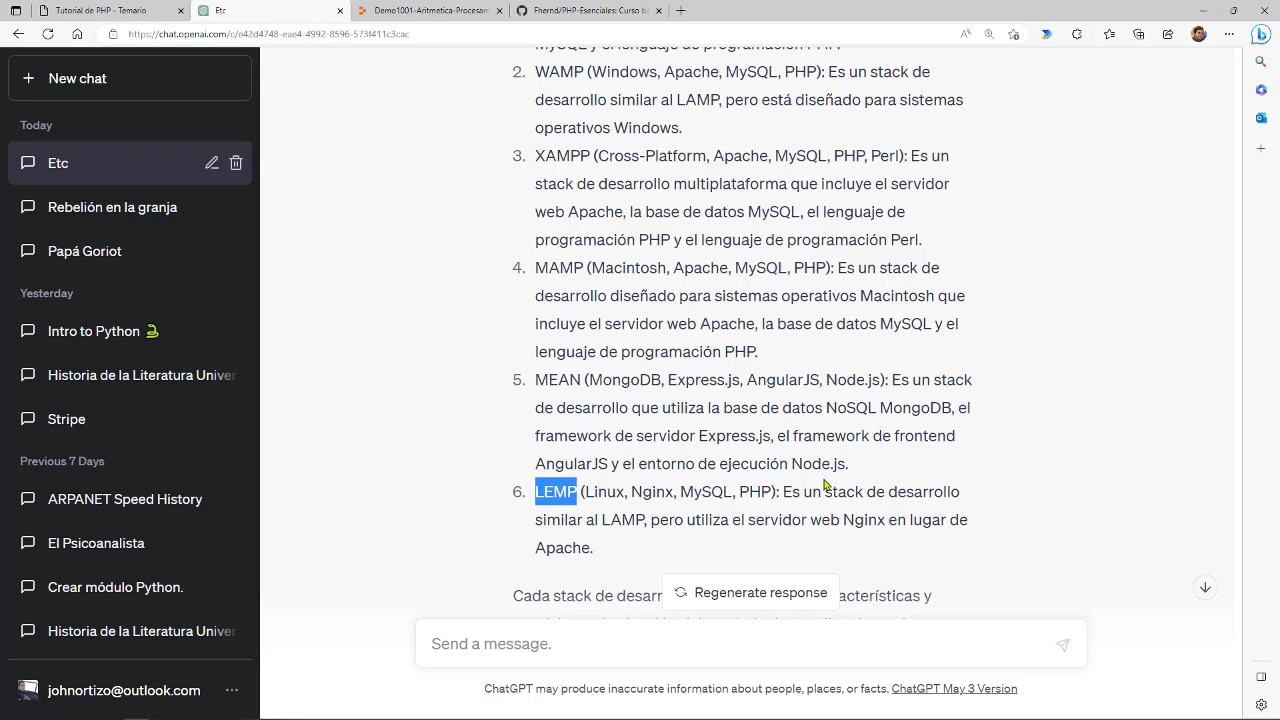 Tutorial de PHP - Temario
Etc
Demo1001-Aritmetica-Procesam
Fhernd/PHP-Esenciales: Curso ba
https://chat.openai.com/c/e42d4748-eae4-4992-8596-573f411c3cac
New chat
Today
Etc
Rebelión en la granja
Papá Goriot
Yesterday
Intro to Python
Historia de la Literatura Univer
Stripe
Previous 7 Days
ARPANET Speed History
El Psicoanalista
Crear módulo Python.
Historia de la Literatura Univer
johnortizo@outlook.com
MySQL y el lenguaje de programación PHP.
2. WAMP (Windows, Apache, MySQL, PHP): Es un stack de
desarrollo similar al LAMP, pero está diseñado para sistemas
operativos Windows.
3. XAMPP (Cross-Platform, Apache, MySQL, PHP, Perl): Es un
stack de desarrollo multiplataforma que incluye el servidor
web Apache, la base de datos MySQL, el lenguaje de
programación PHP y el lenguaje de programación Perl.
4. MAMP (Macintosh, Apache, MySQL, PHP): Es un stack de
desarrollo diseñado para sistemas operativos Macintosh que
incluye el servidor web Apache, la base de datos MySQL y el
lenguaje de programación PHP.
5. MEAN (MongoDB, Express.js, AngularJS, Node.js): Es un stack
de desarrollo que utiliza la base de datos NoSQL MongoDB, el
framework de servidor Express.js, el framework de frontend
AngularJS y el entorno de ejecución Node.js.
6. LEMP (Linux, Nginx, MySQL, PHP): Es un stack de desarrollo
similar al LAMP, pero utiliza el servidor web Nginx en lugar de
Apache.
Cada stack de desarr
acterísticas y
Regenerate response
Send a message.
ChatGPT may produce inaccurate information about people, places, or facts. ChatGPT May 3 Version